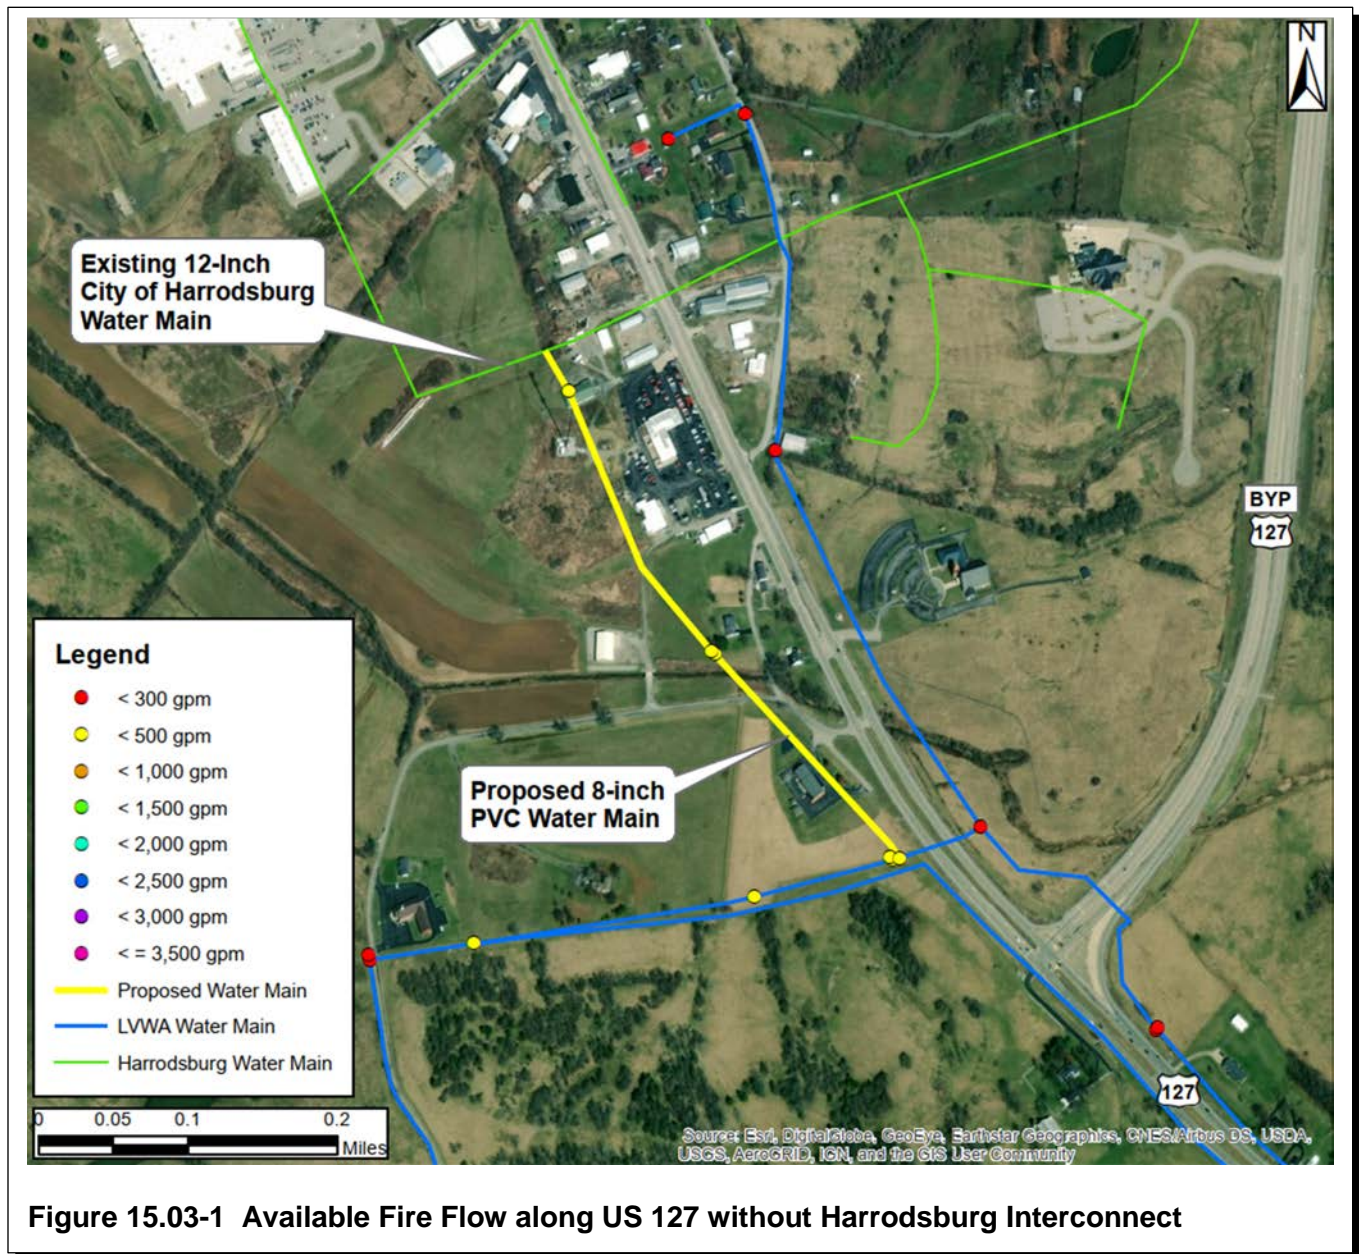 N
Existing 12-Inch
City of Harrodsburg
Water Main
BYP
127
Legend
< 300 gpm
< 500 gpm
< 1,000 gpm
< 1,500 gpm
< 2,000 gpm
< 2,500 gpm
< 3,000 gpm
< = 3,500 gpm
Proposed Water Main
LVWA Water Main
Harrodsburg Water Main
Proposed 8-inch
PVC Water Main
127
0 0.05 0.1 0.2
Miles
Source: Esri, DigitalGlobe, GeoEye, Earthstar Geographics, CNES/Airbus DS, USDA,
USGS, AeroGRID, IGN, and the GIS User Community
Figure 15.03-1 Available Fire Flow along US 127 without Harrodsburg Interconnect